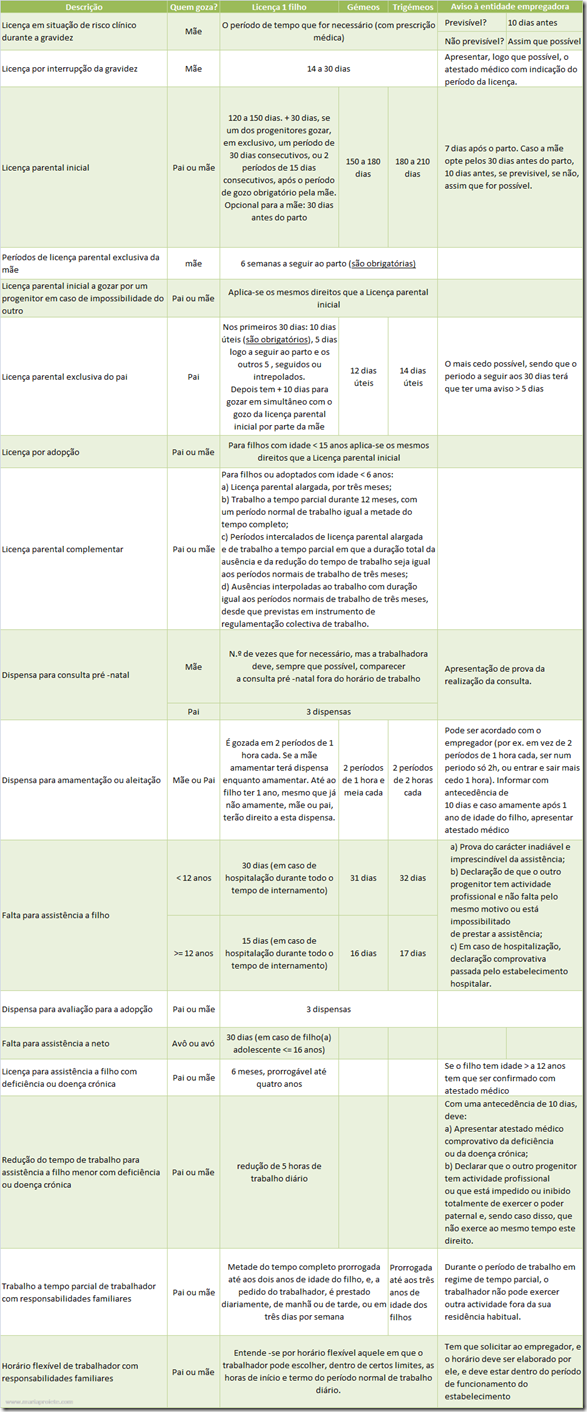 Descrição Quem goza? Licença 1 filho Gémeos Trigémeos Aviso à entidade empregadora
Licença em situação de risco clínico
durante a gravidez
Mãe
O período de tempo que for necessário (com prescrição
médica)
Previsível? 10 dias antes
Não previsível? Assim que possível
Licença por interrupção da gravidez
Mãe
14 a 30 dias
Apresentar, logo que possível, o
atestado médico com indicação do
período da licença.
Licença parental inicial
Pai ou mãe
120 a 150 dias. + 30 dias, se
um dos progenitores gozar,
em exclusivo, um período de
30 dias consecutivos, ou 2
períodos de 15 dias
consecutivos, após o período
de gozo obrigatório pela mãe.
Opcional para a mãe: 30 dias
antes do parto
150 a 180
dias
180 a 210
dias
7 dias após o parto. Caso a mãe
opte pelos 30 dias antes do parto,
10 dias antes, se previsivel, se não,
assim que for possível.
Períodos de licença parental exclusiva da
mãe
mãe
6 semanas a seguir ao parto (são obrigatórias)
Licença parental inicial a gozar por um
progenitor em caso de impossibilidade do
outro
Pai ou mãe
Aplica-se os mesmos direitos que a Licença parental
inicial
Licença parental exclusiva do pai
Pai
Nos primeiros 30 dias: 10 dias
úteis (são obrigatórios), 5 dias
logo a seguir ao parto e os
outros 5 , seguidos ou
intrepolados.
Depois tem + 10 dias para
gozar em simultâneo com o
gozo da licença parental
inicial por parte da mãe
12 dias
úteis
14 dias
úteis
O mais cedo possível, sendo que o
periodo a seguir aos 30 dias terá
que ter uma aviso > 5 dias
Licença por adopção
Pai ou mãe
Para filhos com idade < 15 anos aplica-se os mesmos
direitos que a Licença parental inicial
Licença parental complementar
Pai ou mãe
Para filhos ou adoptados com idade < 6 anos:
a) Licença parental alargada, por três meses;
b) Trabalho a tempo parcial durante 12 meses, com
um período normal de trabalho igual a metade do
tempo completo;
c) Períodos intercalados de licença parental alargada
e de trabalho a tempo parcial em que a duração total da
ausência e da redução do tempo de trabalho seja igual
aos períodos normais de trabalho de três meses;
d) Ausências interpoladas ao trabalho com duração
igual aos períodos normais de trabalho de três meses,
desde que previstas em instrumento de
regulamentação colectiva de trabalho.
Dispensa para consulta pré -natal
Mãe
N.º de vezes que for necessário, mas a trabalhadora
deve, sempre que possível, comparecer
a consulta pré -natal fora do horário de trabalho
Apresentação de prova da
realização da consulta.
Pai
3 dispensas
Dispensa para amamentação ou aleitação
Mãe ou Pai
É gozada em 2 períodos de 1
hora cada. Se a mãe
amamentar terá dispensa
enquanto amamentar. Até ao
filho ter 1 ano, mesmo que já
não amamente, mãe ou pai,
terão direito a esta dispensa.
2 períodos
de 1 hora e
meia cada
2 períodos
de 2 horas
cada
Pode ser acordado com o
empregador (por ex. em vez de 2
períodos de 1 hora cada, ser num
periodo só 2h, ou entrar e sair mais
cedo 1 hora). Informar com
antecedência de
10 dias e caso amamente após 1
ano de idade do filho, apresentar
atestado médico
Falta para assistência a filho
< 12 anos
30 dias (em caso de
hospitalação durante todo o
tempo de internamento)
31 dias
32 dias
>= 12 anos
15 dias (em caso de
hospitalação durante todo o
tempo de internamento)
16 dias
17 dias
a) Prova do carácter inadiável e
imprescindível da assistência;
b) Declaração de que o outro
progenitor tem actividade
profissional e não falta pelo
mesmo motivo ou está
impossibilitado
de prestar a assistência;
c) Em caso de hospitalização,
declaração comprovativa
passada pelo estabelecimento
hospitalar.
Dispensa para avaliação para a adopção
Pai ou mãe
3 dispensas
Falta para assistência a neto
Avô ou avó
30 dias (em caso de filho(a)
adolescente <= 16 anos)
Licença para assistência a filho com
deficiência ou doença crónica
Pai ou mãe
6 meses, prorrogável até
quatro anos
Se o filho tem idade > a 12 anos
tem que ser confirmado com
atestado médico
Redução do tempo de trabalho para
assistência a filho menor com deficiência
ou doença crónica
Pai ou mãe
redução de 5 horas de
trabalho diário
Com uma antecedência de 10 dias,
deve:
a) Apresentar atestado médico
comprovativo da deficiência
ou da doença crónica;
b) Declarar que o outro progenitor
tem actividade profissional
ou que está impedido ou inibido
totalmente de exercer o poder
paternal e, sendo caso disso, que
não exerce ao mesmo tempo este
direito.
Trabalho a tempo parcial de trabalhador
com responsabilidades familiares
Pai ou mãe
Metade do tempo completo prorrogada
até aos dois anos de idade do filho, e, a
pedido do trabalhador, é prestado
diariamente, de manhã ou de tarde, ou em
três dias por semana
Prorrogada
até aos três
anos de
idade dos
filhos
Durante o período de trabalho em
regime de tempo parcial, o
trabalhador não pode exercer
outra actividade fora da sua
residência habitual.
Horário flexível de trabalhador com
responsabilidades familiares
Pai ou mãe
Entende -se por horário flexível aquele em que o
trabalhador pode escolher, dentro de certos limites, as
horas de início e termo do período normal de trabalho
diário.
Tem que solicitar ao empregador, e
o horário deve ser elaborado por
ele, e deve estar dentro do período
de funcionamento do
estabelecimento